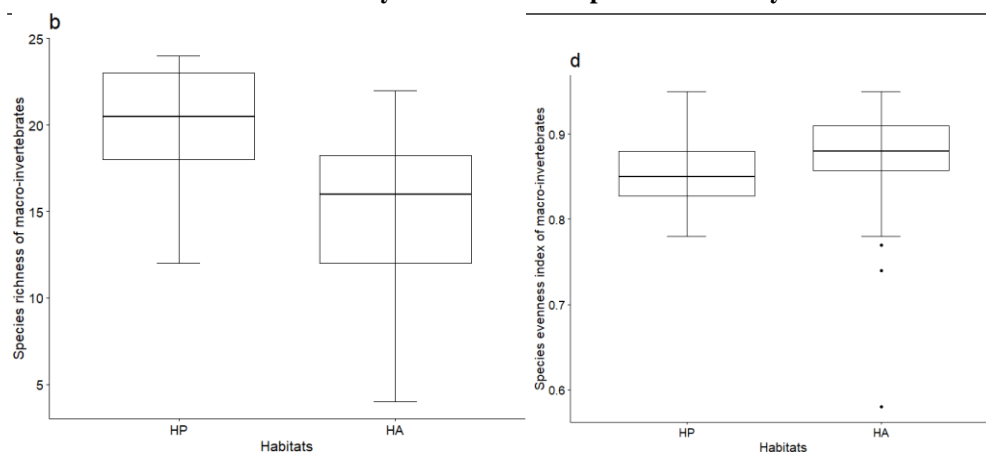 b
Species richness of macro-invertebrates
25
20
15
10
5
HP
HA
Habitats
d
Species evenness index of macro-invertebrates
0.9
0.8
0.7
0.6
HP
HA
Habitats